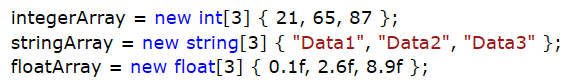 integerArray = new int[3] { 21, 65, 87 };
stringArray = new string[3] { "Data1", "Data2", "Data3" };
floatArray = new float[3] { 0.1f, 2.6f, 8.9f };